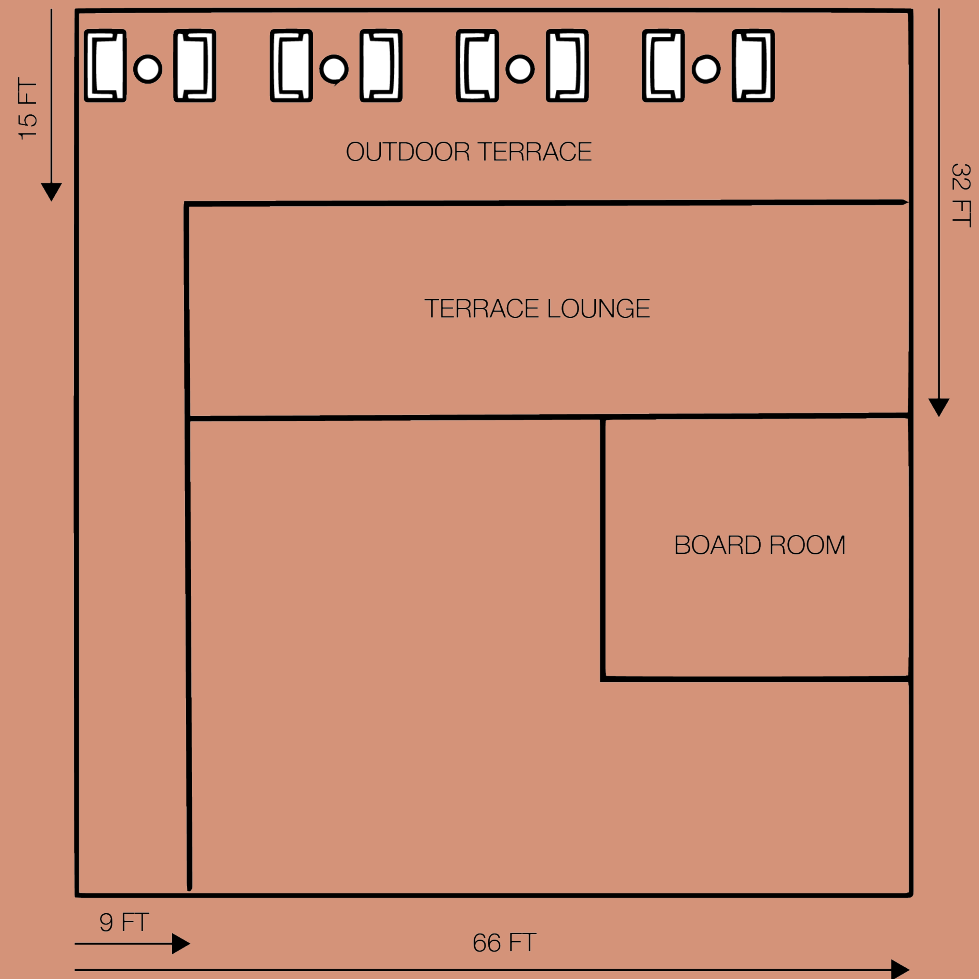 15 FT
OUTDOOR TERRACE
32 FT
TERRACE LOUNGE
BOARD ROOM
9 FT
66 FT